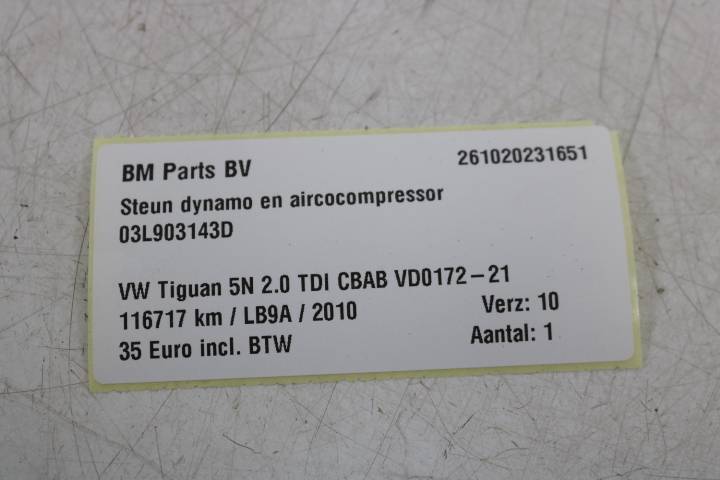 BM Parts BV 261020231651
Steun dynamo en aircocompressor
03L903143D
VW Tiguan 5N 2.0 TDI CBAB VD0172-21
116717 km / LB9A / 2010 Verz: 10
35 Euro incl. BTW Aantal: 1